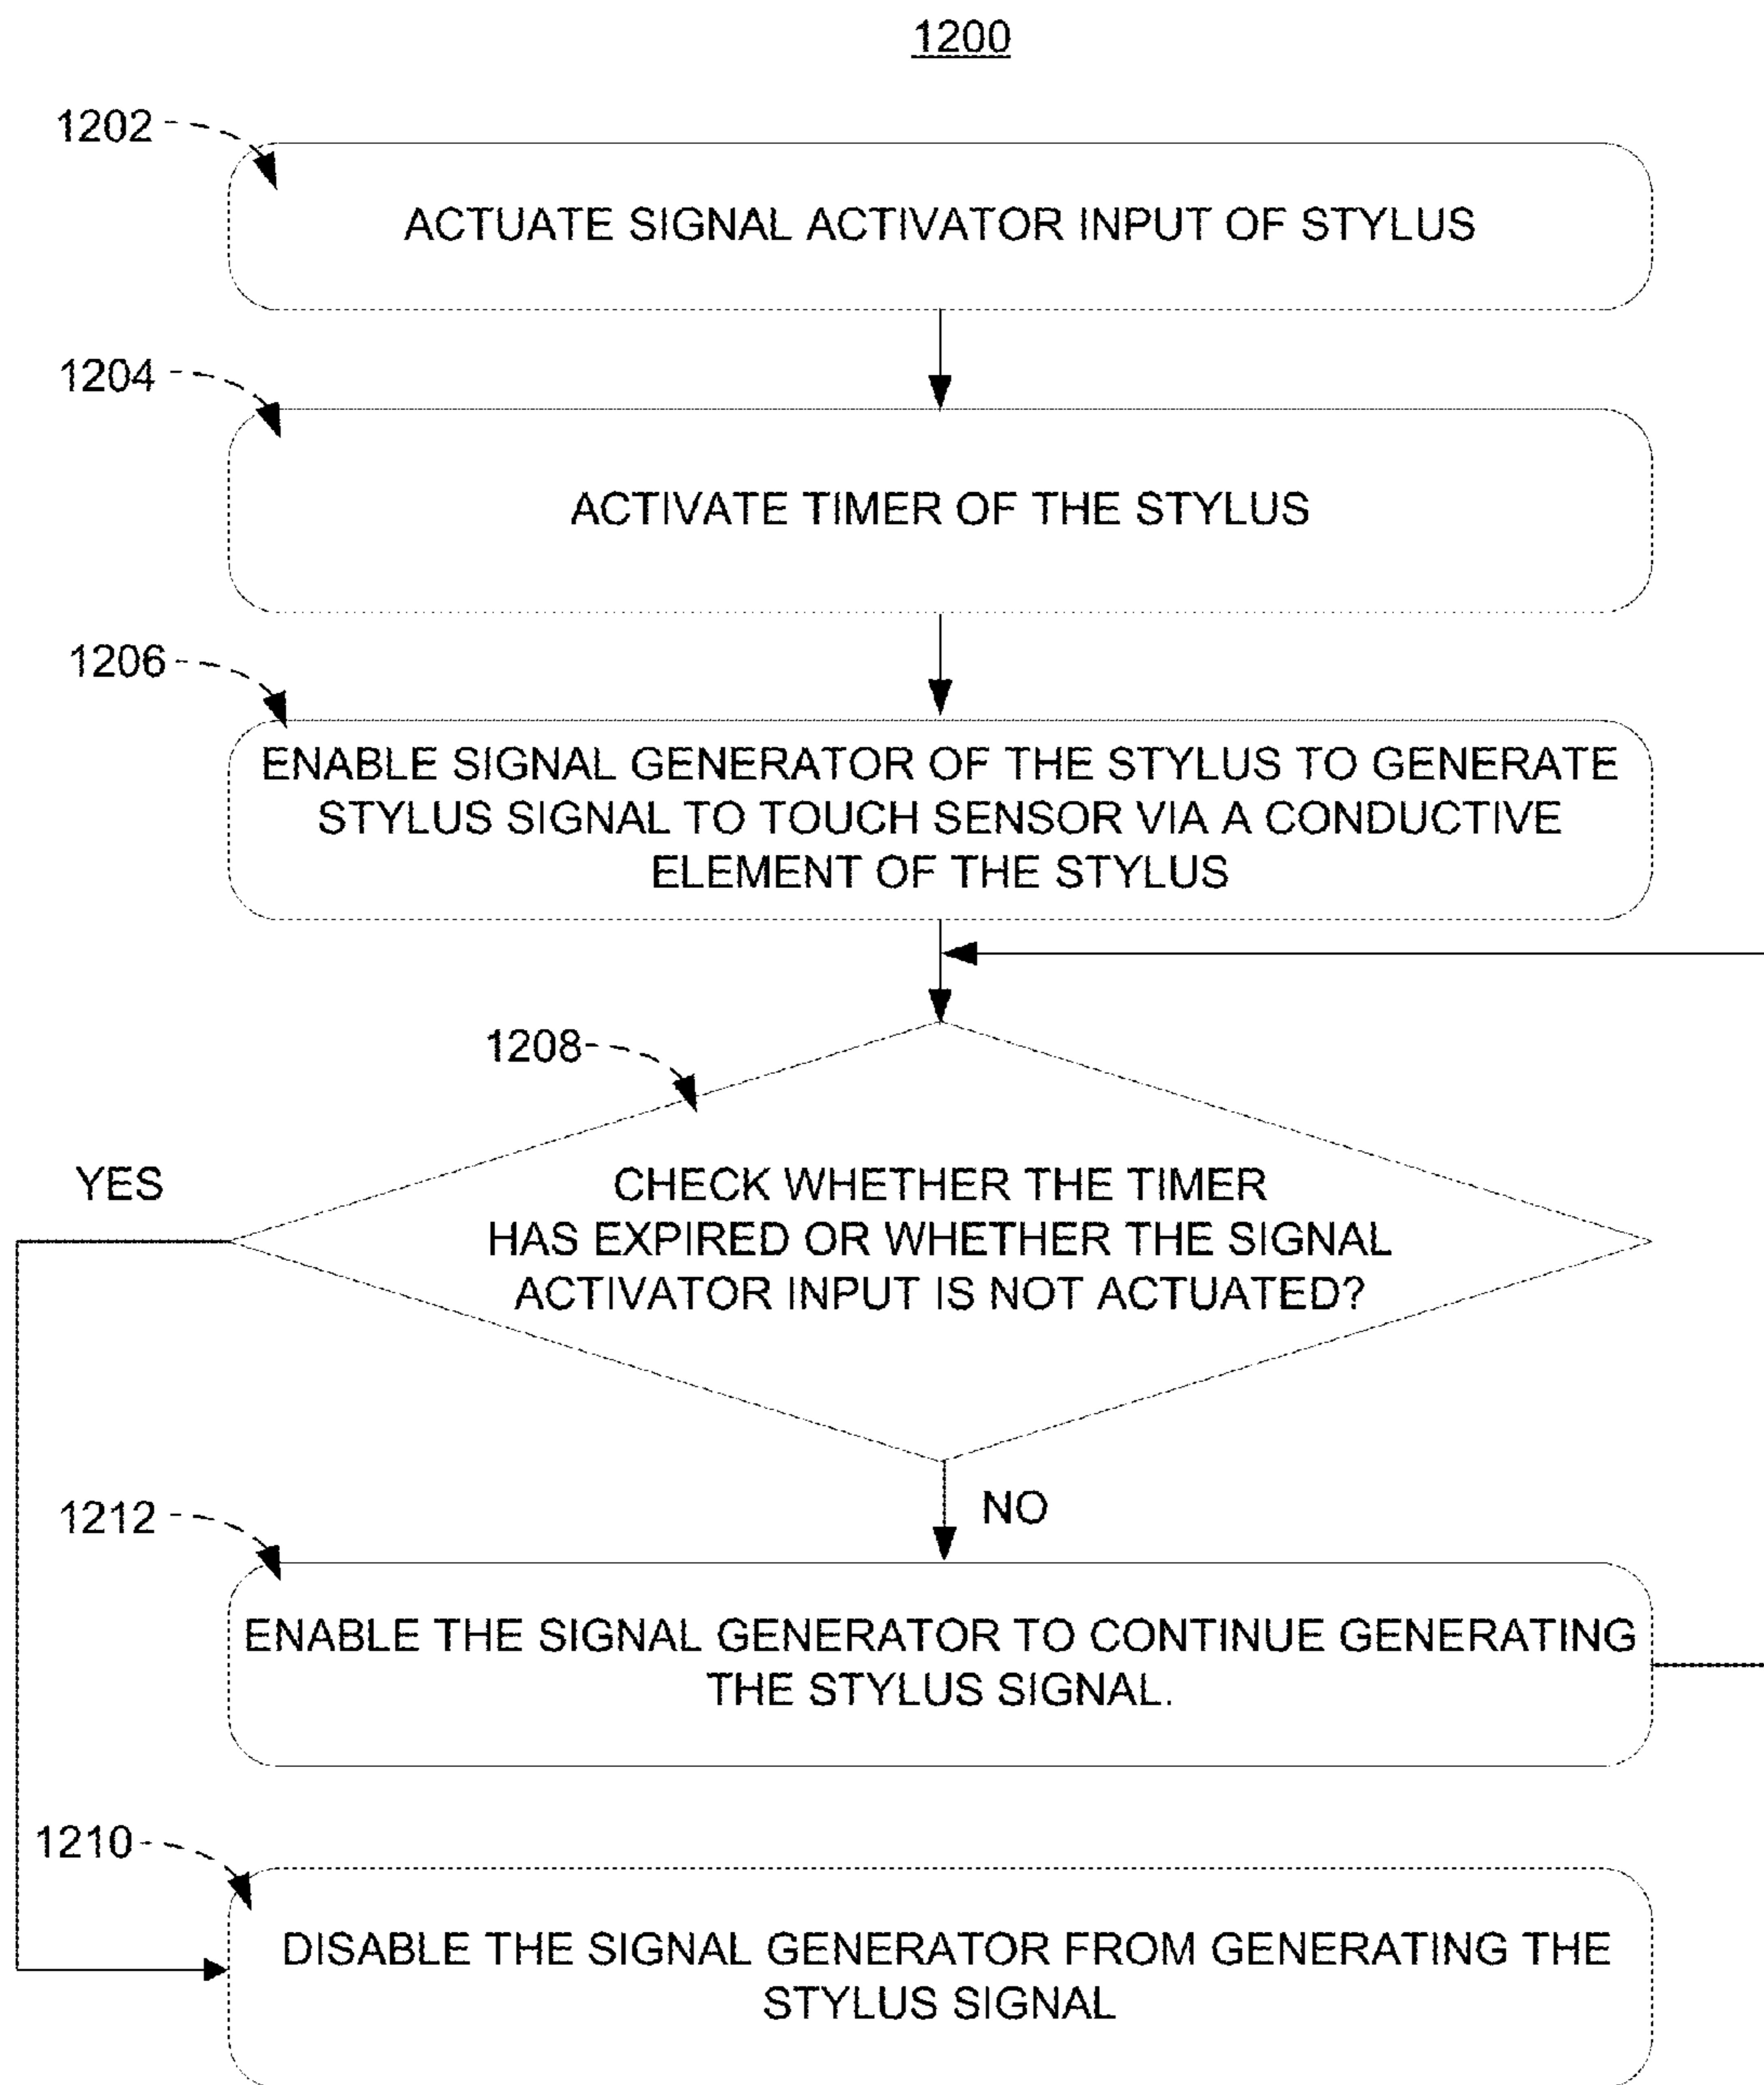 1200
1202
ACTUATE SIGNAL ACTIVATOR INPUT OF STYLUS
1204
ACTIVATE TIMER OF THE STYLUS
1206
ENABLE SIGNAL GENERATOR OF THE STYLUS TO GENERATE
STYLUS SIGNAL TO TOUCH SENSOR VIA A CONDUCTIVE
ELEMENT OF THE STYLUS
1208
YES
CHECK WHETHER THE TIMER
HAS EXPIRED OR WHETHER THE SIGNAL
ACTIVATOR INPUT IS NOT ACTUATED?
NO
1212
ENABLE THE SIGNAL GENERATOR TO CONTINUE GENERATING
THE STYLUS SIGNAL.
1210
DISABLE THE SIGNAL GENERATOR FROM GENERATING THE
STYLUS SIGNAL